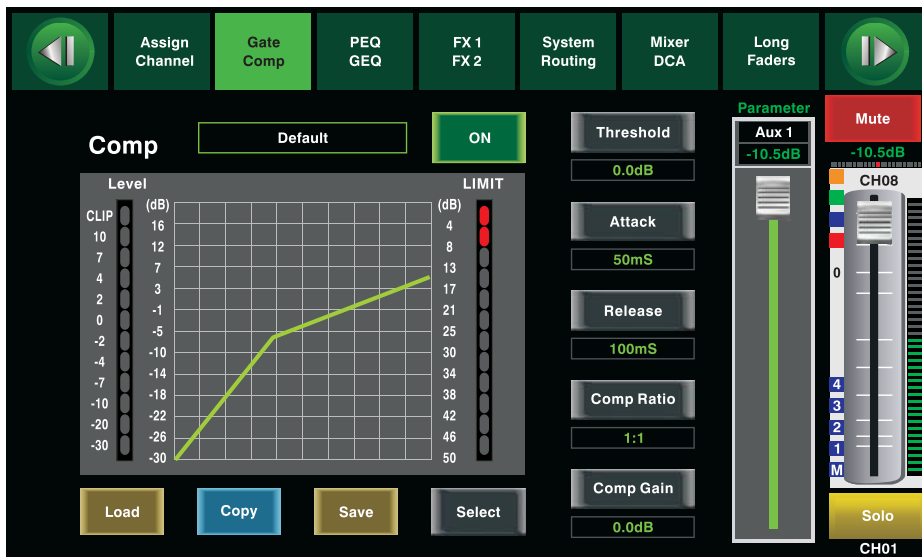 Assign
Channel
Gate
Comp
PEQ
GEQ
FX 1
FX 2
System
Routing
Mixer
DCA
Long
Faders
Comp
Default
ON
Level
LIMIT
(dB)
(dB)
CLIP
10
7
4
2
0
-2
-4
-7
-10
-20
-30
16
12
7
3
-1
-5
-10
-14
-18
-22
-26
-30
4
8
13
17
21
25
30
34
38
42
46
50
Load
Copy
Save
Select
Threshold
0.0dB
Attack
50mS
Release
100mS
Comp Ratio
1:1
Comp Gain
0.0dB
Parameter
Aux 1
-10.5dB
Mute
-10.5dB
CH08
0
4
3
2
1
M
Solo
CH01